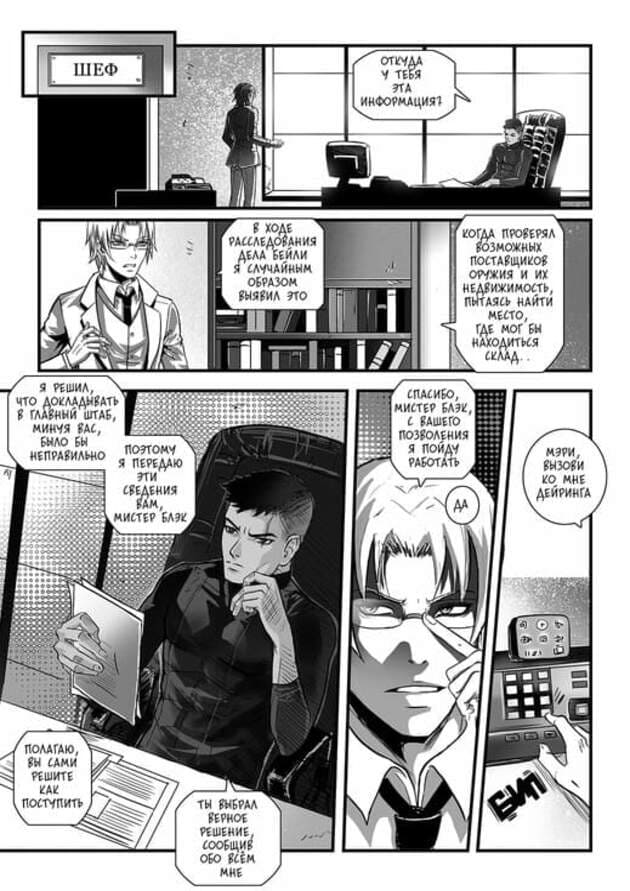 ШЕФ
ОТКУДА
У ТЕБЯ
ЭТА
ИНФОРМАЦИЯ?
В ХОДЕ
РАССЛЕДОВАНИЯ
ДЕЛА БЕЙЛИ
Я СЛУЧАЙНЫМ
ОБРАЗОМ
ВЫЯВИЛ ЭТО
КОГДА ПРОВЕРЯЛ
ВОЗМОЖНЫХ
ПОСТАВЩИКОВ
ОРУЖИЯ И ИХ
НЕДВИЖИМОСТЬ,
ПЫТАЯСЬ НАЙТИ
МЕСТО,
ГДЕ МОГ БЫ
НАХОДИТЬСЯ
СКЛАД..
Я РЕШИЛ,
ЧТО ДОКЛАДЫВАТЬ
В ГЛАВНЫЙ ШТАБ,
МИНУЯ ВАС,
БЫЛО БЫ
НЕПРАВИЛЬНО
ПОЭТОМУ
Я ПЕРЕДАЮ
ЭТИ
СВЕДЕНИЯ
ВАМ,
МИСТЕР БЛЭК
ПОЛАГАЮ,
ВЫ САМИ
РЕШИТЕ
КАК
ПОСТУПИТЬ
ТЫ ВЫБРАЛ
ВЕРНОЕ
РЕШЕНИЕ,
СООБЩИВ
ОБО ВСЁМ
МНЕ
СПАСИБО,
МИСТЕР БЛЭК,
С ВАШЕГО
ПОЗВОЛЕНИЯ
Я ПОЙДУ
РАБОТАТЬ
ДА
МЭРИ,
ВЫЗОВИ
КО МНЕ
ДЕЙРИНГА
БИП